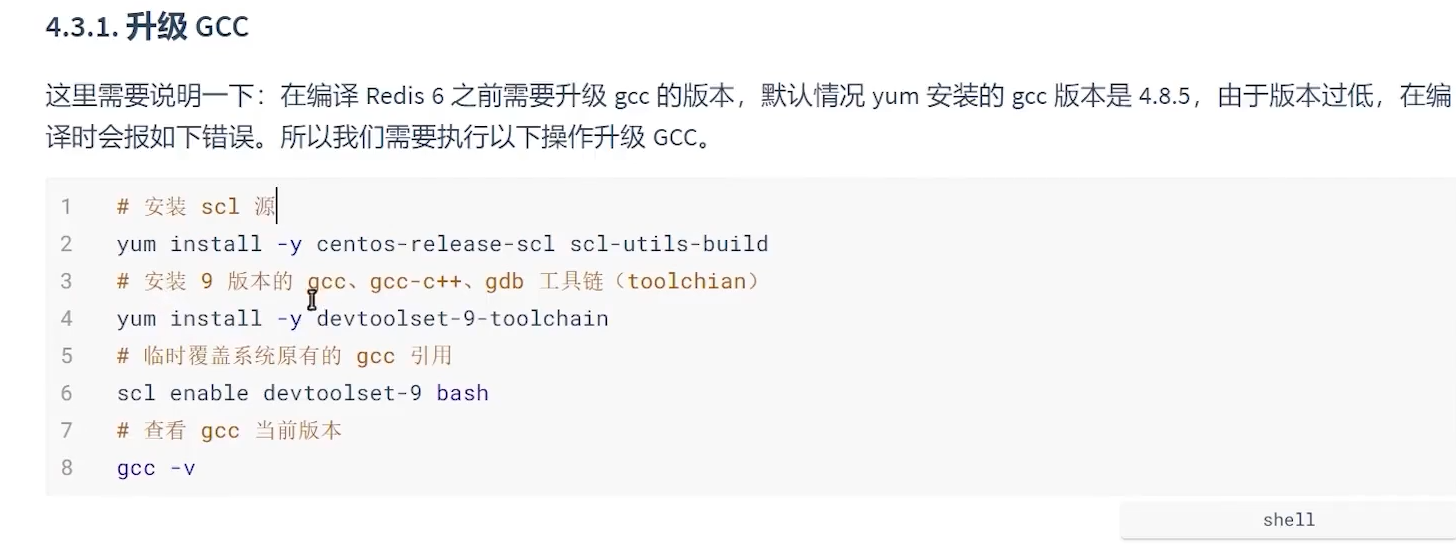 4.3.1. 升级 GCC
这里需要说明一下：在编译 Redis 6 之前需要升级 gcc 的版本，默认情况 yum 安装的 gcc 版本是 4.8.5，由于版本过低，在编
译时会报如下错误。所以我们需要执行以下操作升级 GCC。
1 # 安装 scl 源
2 yum install -y centos-release-scl scl-utils-build
3 # 安装 9 版本的 gcc、gcc-c++、gdb 工具链（toolchian）
4 yum install -y devtoolset-9-toolchain
5 # 临时覆盖系统原有的 gcc 引用
6 scl enable devtoolset-9 bash
7 # 查看 gcc 当前版本
8 gcc -v
shell